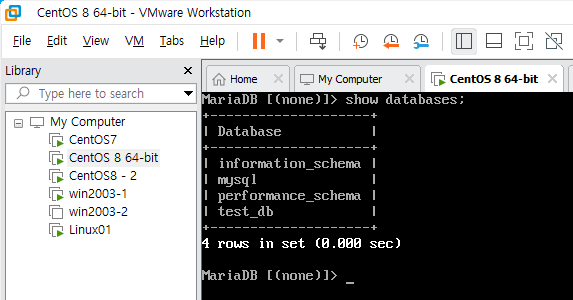 CentOS 8 64-bit - VMware Workstation
File Edit View VM Tabs Help
Library
Type here to search
My Computer
CentOS7
CentOS 8 64-bit
CentOS8 - 2
win2003-1
win2003-2
Linux01
Home My Computer CentOS 8 64-bit
MariaDB [(none)]> show databases;
+--------------------+
| Database |
+--------------------+
| information_schema |
| mysql |
| performance_schema |
| test_db |
+--------------------+
4 rows in set (0.000 sec)
MariaDB [(none)]> _